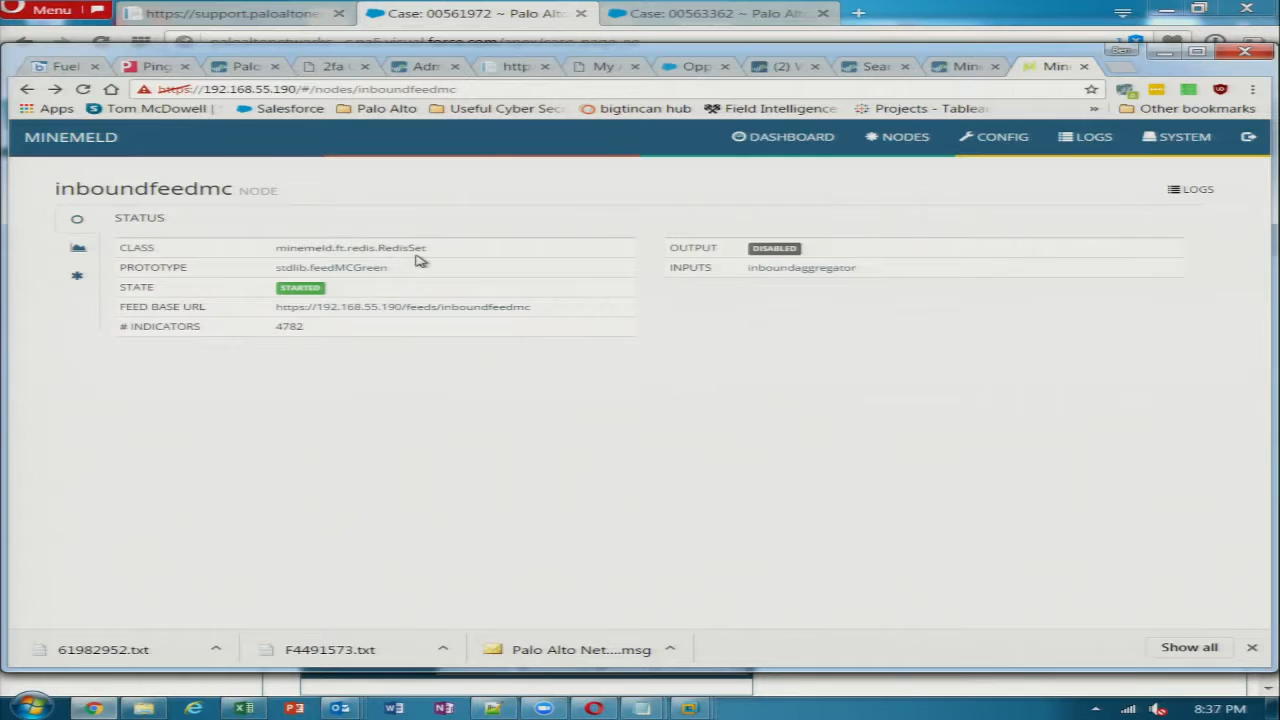 Menu
https://support.paloaltone
Case: 00561972 ~ Palo Alt
Case: 00563362 ~ Palo Alt
Ben
Fuel
Ping
Palo
2fa
Adm
http
My
Opp
(2)
Sear
Mine
Mine
https://192.168.55.190/#/nodes/inboundfeedmc
Apps
Tom McDowell
Salesforce
Palo Alto
Useful Cyber Sec
bigtincan hub
Field Intelligence
Projects - Tablea
»
Other bookmarks
MINEMELD
DASHBOARD
NODES
CONFIG
LOGS
SYSTEM
inboundfeedmc NODE
LOGS
STATUS
CLASS minemeld.ft.redis.RedisSet
PROTOTYPE stdlib.feedMCGreen
STATE STARTED
FEED BASE URL https://192.168.55.190/feeds/inboundfeedmc
# INDICATORS 4782
OUTPUT DISABLED
INPUTS inboundaggregator
61982952.txt
F4491573.txt
Palo Alto Net....msg
Show all
8:37 PM